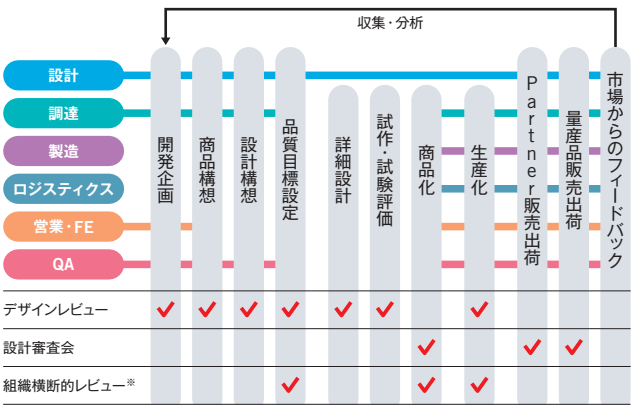 収集・分析
設計
調達
製造
ロジスティクス
営業・FE
QA
開発企画
商品構想
設計構想
品質目標設定
詳細設計
試作・試験評価
商品化
生産化
Partner販売出荷
量産品販売出荷
市場からのフィードバック
デザインレビュー
設計審査会
組織横断的レビュー※